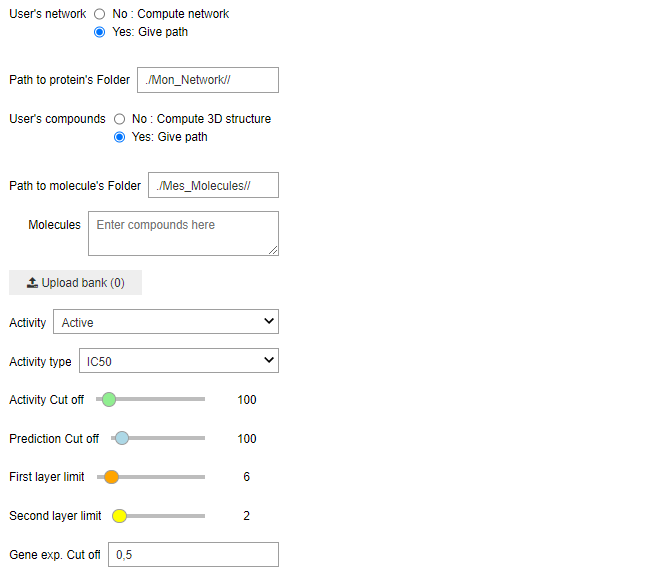 User's network No : Compute network
Yes: Give path
Path to protein's Folder ./Mon_Network//
User's compounds No : Compute 3D structure
Yes: Give path
Path to molecule's Folder ./Mes_Molecules//
Molecules Enter compounds here
Upload bank (0)
Activity Active
Activity type IC50
Activity Cut off 100
Prediction Cut off 100
First layer limit 6
Second layer limit 2
Gene exp. Cut off 0,5